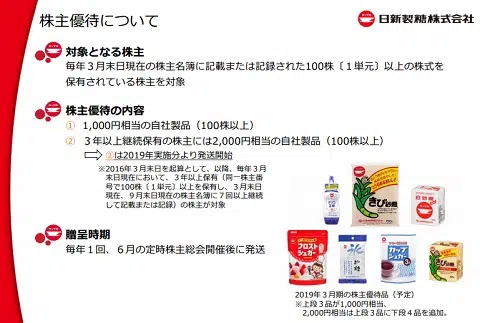 株主優待について
日新製糖株式会社
対象となる株主
毎年３月末日現在の株主名簿に記載または記録された100株〔１単元〕以上の株式を
保有されている株主を対象
株主優待の内容
① 1,000円相当の自社製品（100株以上）
② ３年以上継続保有の株主には2,000円相当の自社製品（100株以上）
②は2019年実施分より発送開始
※2016年３月末日を起算として、以降、毎年３月
末日現在において、３年以上保有〔同一株主番
号で100株〔１単元〕以上を保有し、３月末日
現在、９月末日現在の株主名簿に７回以上継続
して記載または記録〕の株主が対象
きび砂糖
日新製糖
フロストシュガー
カップシュガー
きび砂糖
贈呈時期
毎年１回、６月の定時株主総会開催後に発送
2019年３月期の株主優待品（予定）
※上段３品が1,000円相当、
2,000円相当は上段３品に下段４品を追加。